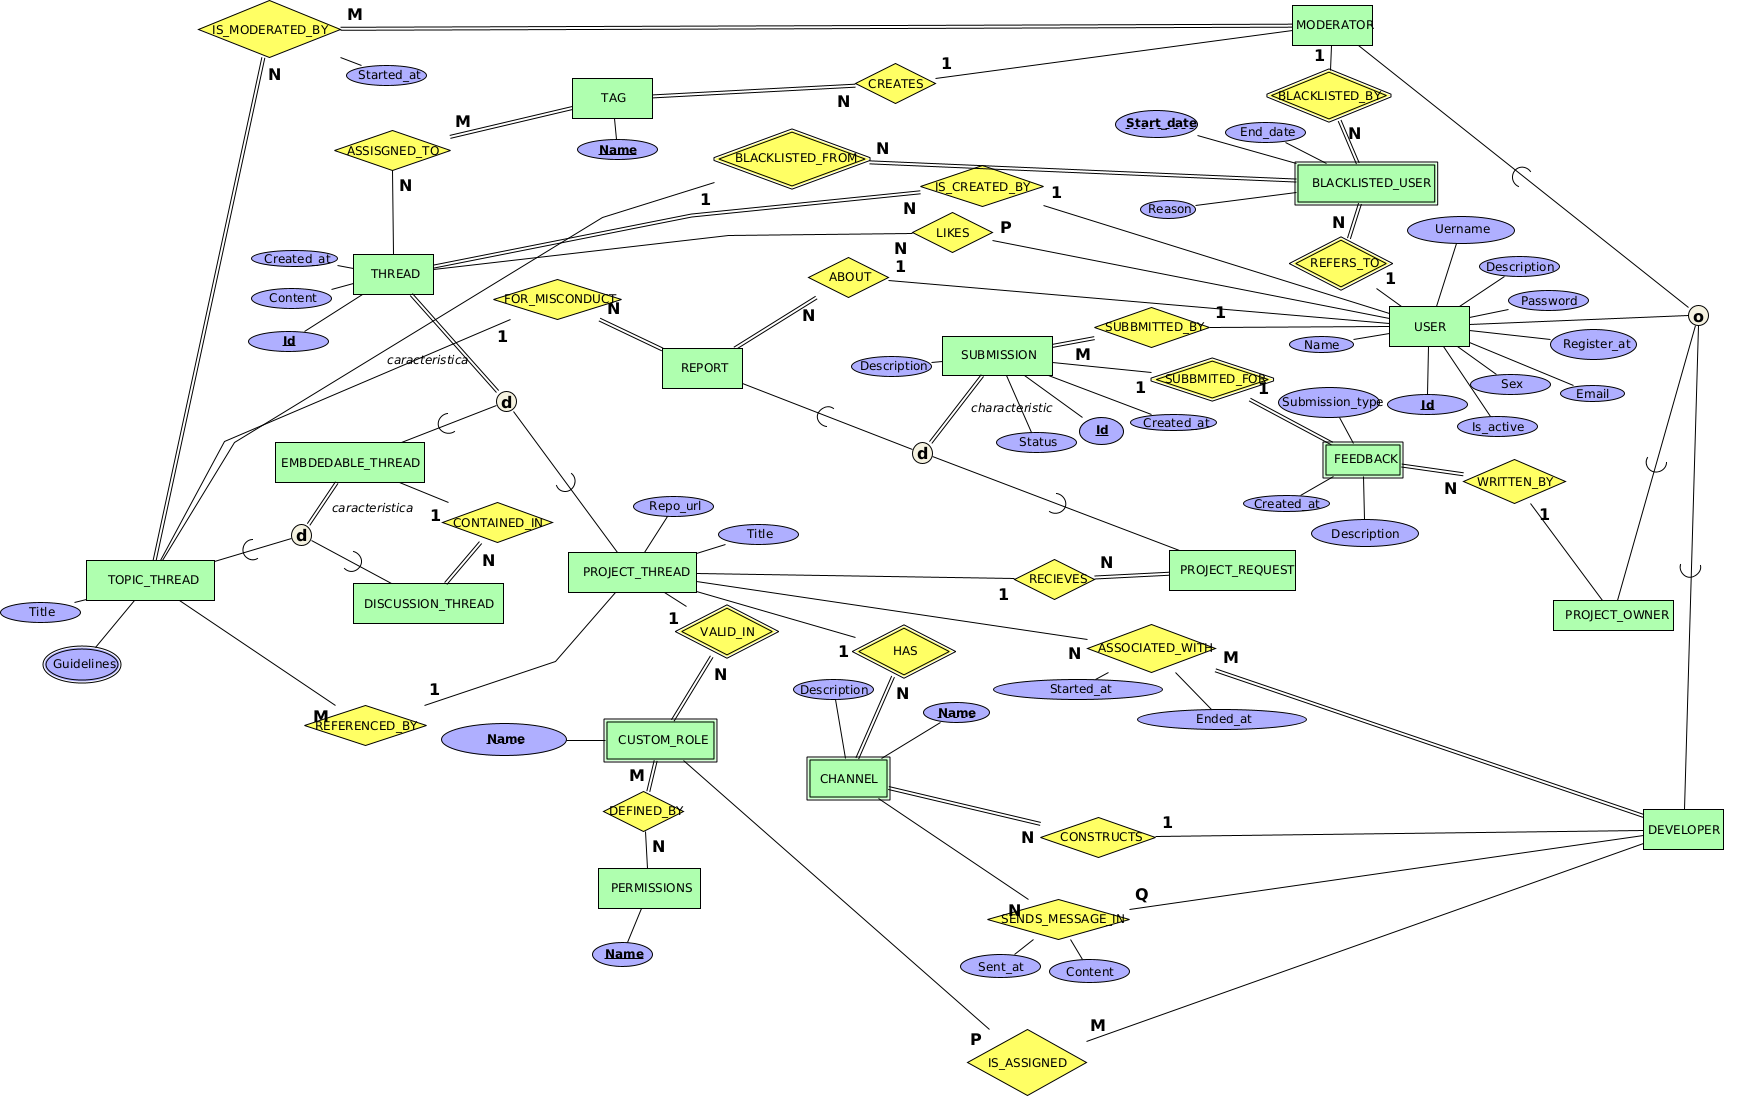 M
MODERATOR
IS_MODERATED_BY
1
N
Started_at
1
CREATES
TAG
N
BLACKLISTED_BY
M
Start_date
End_date
N
ASSISGNED_TO
Name
BLACKLISTED_FROM
N
N
IS_CREATED_BY
1
BLACKLISTED_USER
1
N
Reason
N
LIKES
P
Uername
N
REFERS_TO
Created_at
THREAD
ABOUT
1
1
Description
Content
FOR_MISCONDUCT
N
N
Password
Id
1
SUBBMITTED_BY
1
USER
o
caracteristica
REPORT
SUBMISSION
M
Name
Register_at
Description
1
SUBBMITED_FOR
1
Sex
Email
d
characteristic
Submission_type
Id
Created_at
Id
Is_active
Status
d
EMBDEDABLE_THREAD
FEEDBACK
N
WRITTEN_BY
caracteristica
1
CONTAINED_IN
Repo_url
Created_at
1
d
N
Title
Description
TOPIC_THREAD
PROJECT_THREAD
N
RECIEVES
1
PROJECT_REQUEST
Title
DISCUSSION_THREAD
PROJECT_OWNER
1
VALID_IN
Guidelines
1
HAS
N
ASSOCIATED_WITH
M
N
1
Description
N
Started_at
M
REFERENCED_BY
Name
Ended_at
Name
CUSTOM_ROLE
M
CHANNEL
DEFINED_BY
N
CONSTRUCTS
1
DEVELOPER
N
PERMISSIONS
Q
N
SENDS_MESSAGE_IN
Name
Sent_at
Content
P
M
IS_ASSIGNED